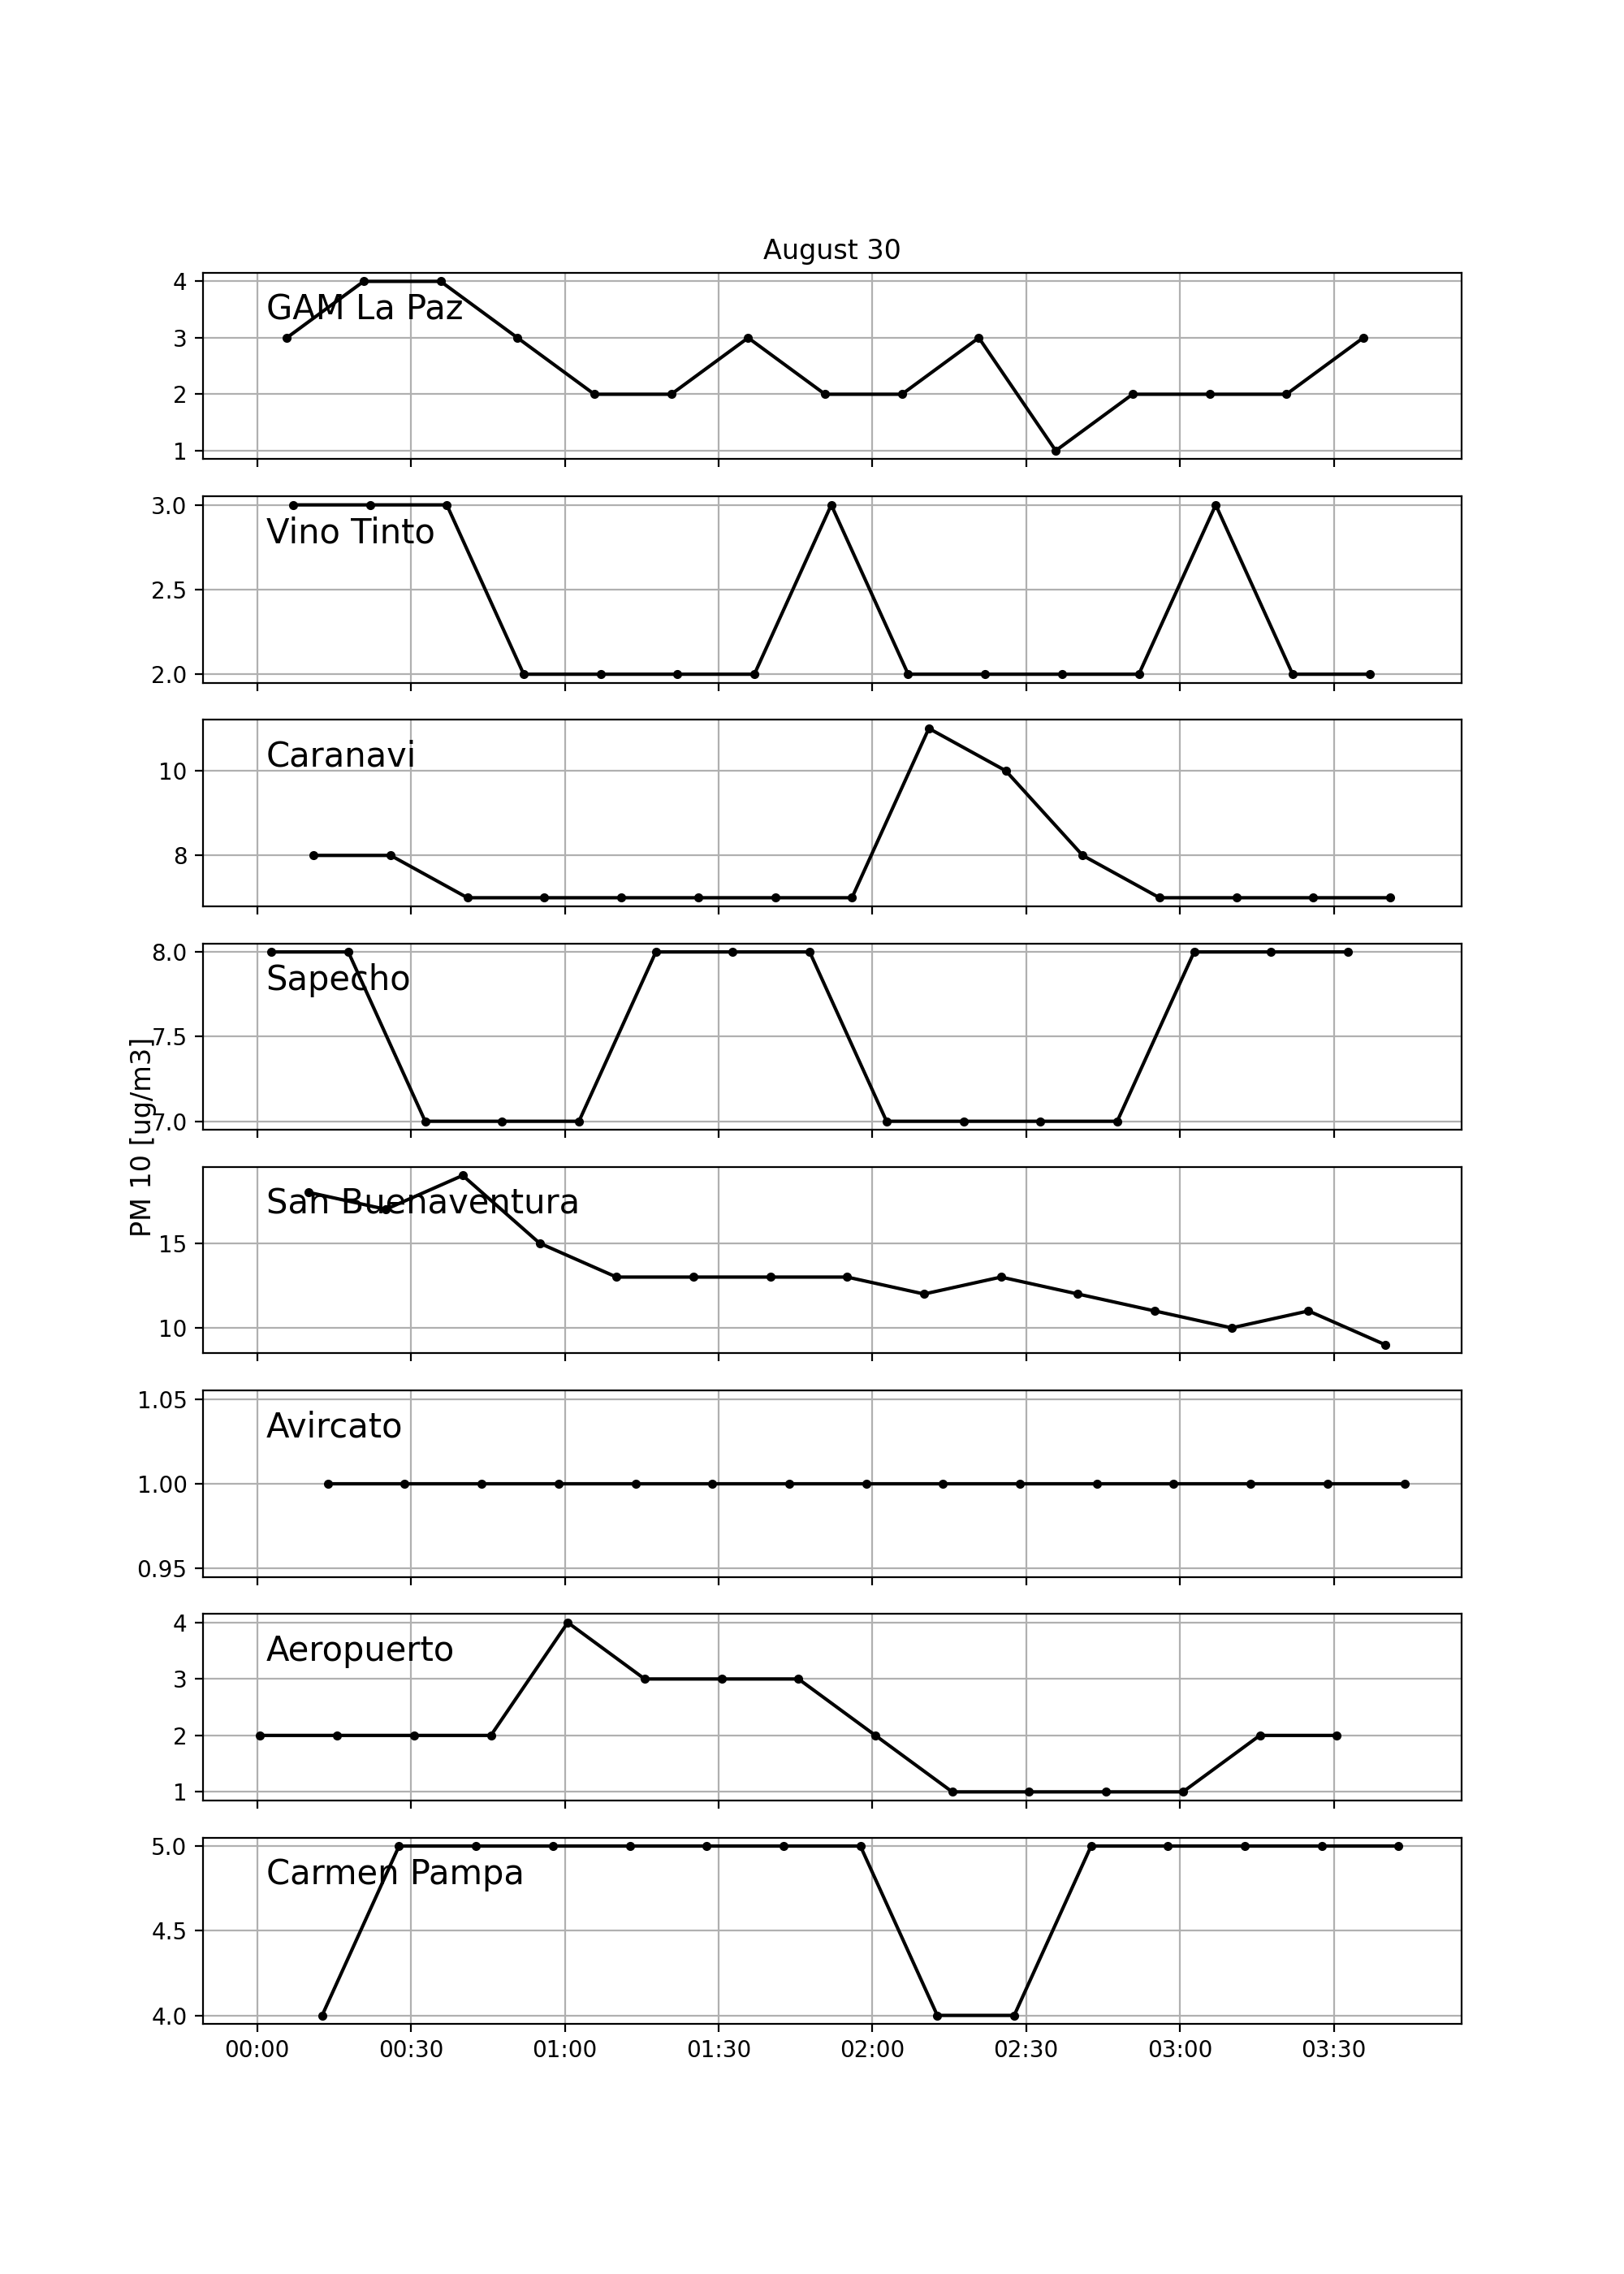 August 30
4
GAM La Paz
3
2
1
3.0
Vino Tinto
2.5
2.0
Caranavi
10
8
8.0
Sapecho
7.5
7.0
PM 10 [ug/m3]
San Buenaventura
15
10
1.05
Avircato
1.00
0.95
4
Aeropuerto
3
2
1
5.0
Carmen Pampa
4.5
4.0
00:00 00:30 01:00 01:30 02:00 02:30 03:00 03:30